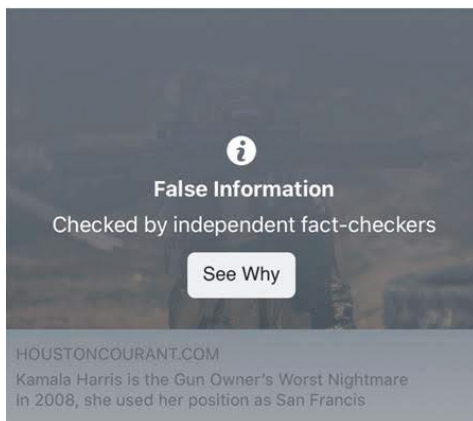 False Information
Checked by independent fact-checkers
See Why
HOUSTONCOURANT.COM
Kamala Harris is the Gun Owner's Worst Nightmare
In 2008, she used her position as San Francis